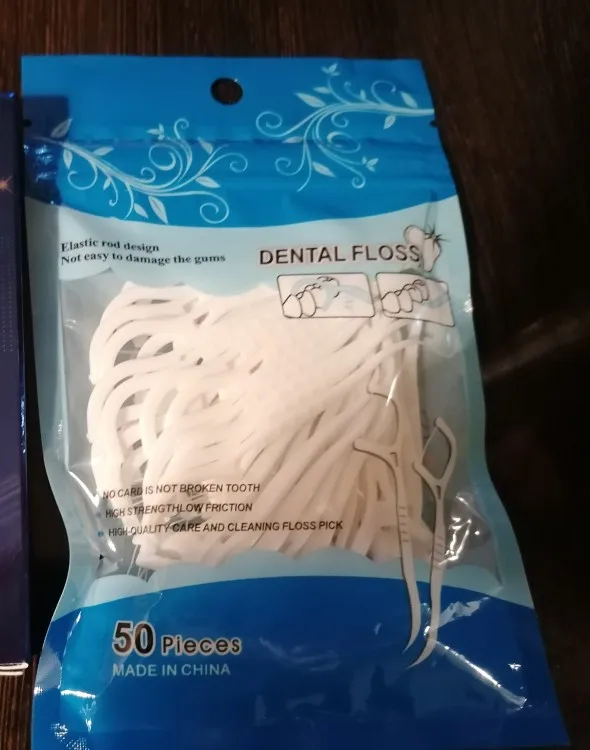 Elastic rod design
Not easy to damage the gums
DENTAL FLOSS
NO CARD IS NOT BROKEN TOOTH
HIGH STRENGTHLOW FRICTION
HIGH-QUALITY CARE AND CLEANING FLOSS PICK
50 Pieces
MADE IN CHINA